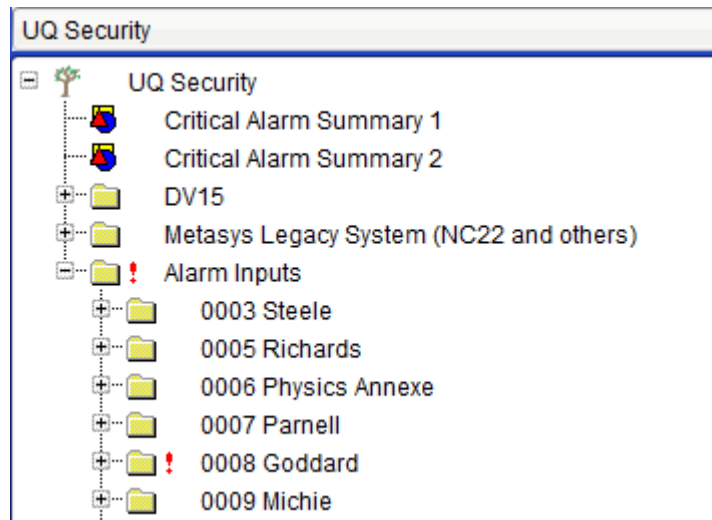 UQ Security
UQ Security
Critical Alarm Summary 1
Critical Alarm Summary 2
DV15
Metasys Legacy System (NC22 and others)
Alarm Inputs
0003 Steele
0005 Richards
0006 Physics Annexe
0007 Parnell
0008 Goddard
0009 Michie